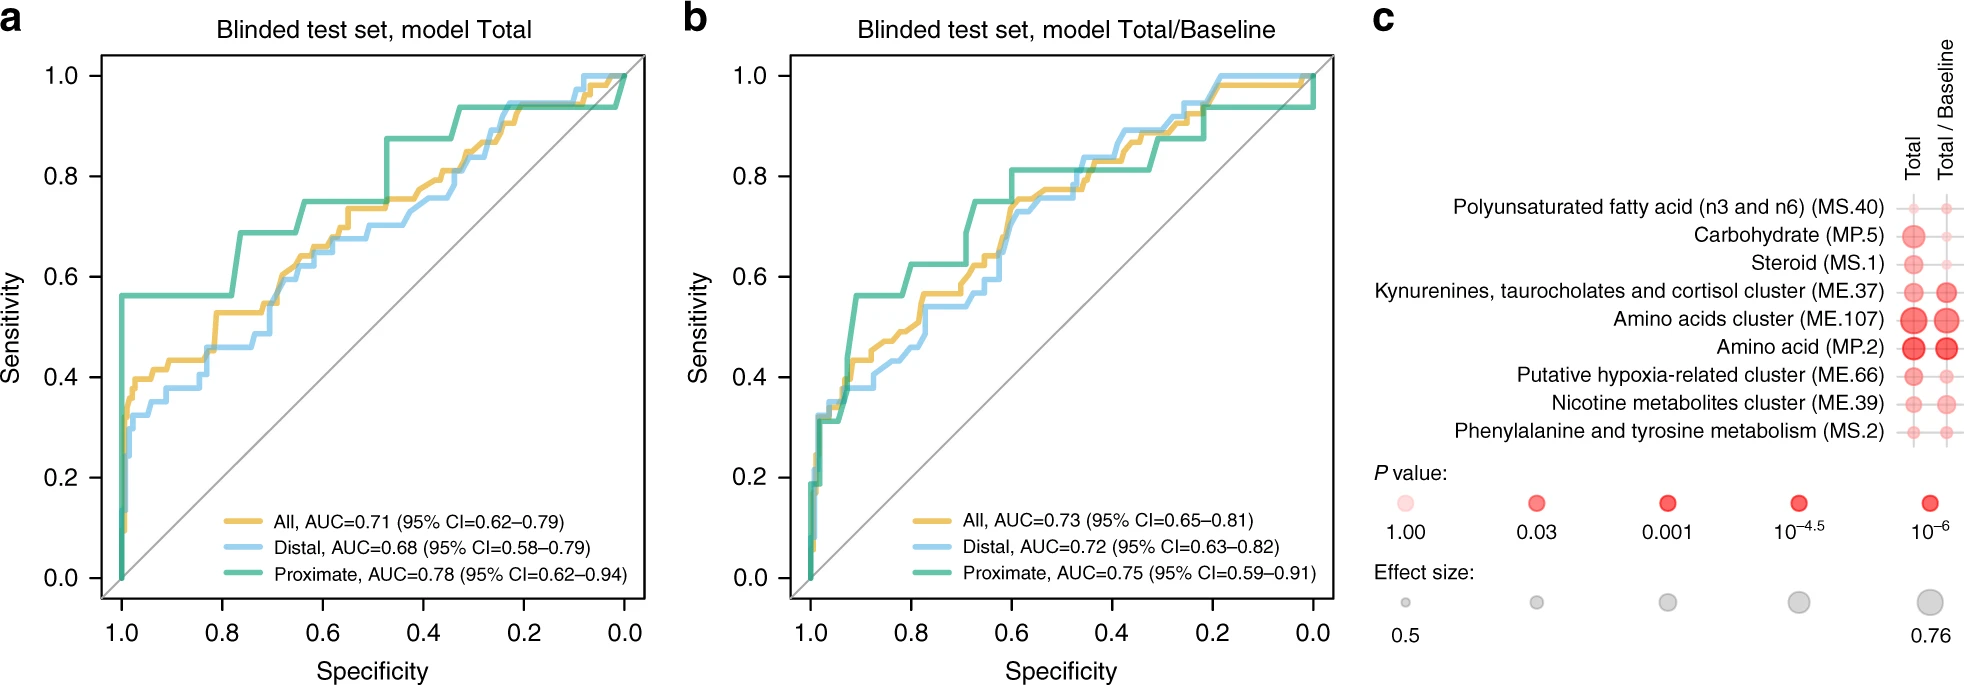 a
Blinded test set, model Total
1.0
0.8
0.6
0.4
0.2
0.0
Sensitivity
All, AUC=0.71 (95% CI=0.62–0.79)
Distal, AUC=0.68 (95% CI=0.58–0.79)
Proximate, AUC=0.78 (95% CI=0.62–0.94)
1.0 0.8 0.6 0.4 0.2 0.0
Specificity
b
Blinded test set, model Total/Baseline
1.0
0.8
0.6
0.4
0.2
0.0
Sensitivity
All, AUC=0.73 (95% CI=0.65–0.81)
Distal, AUC=0.72 (95% CI=0.63–0.82)
Proximate, AUC=0.75 (95% CI=0.59–0.91)
1.0 0.8 0.6 0.4 0.2 0.0
Specificity
c
Total
Total / Baseline
Polyunsaturated fatty acid (n3 and n6) (MS.40)
Carbohydrate (MP.5)
Steroid (MS.1)
Kynurenines, taurocholates and cortisol cluster (ME.37)
Amino acids cluster (ME.107)
Amino acid (MP.2)
Putative hypoxia-related cluster (ME.66)
Nicotine metabolites cluster (ME.39)
Phenylalanine and tyrosine metabolism (MS.2)
P value:
1.00 0.03 0.001 10⁻⁴·⁵ 10⁻⁶
Effect size:
0.5 0.76